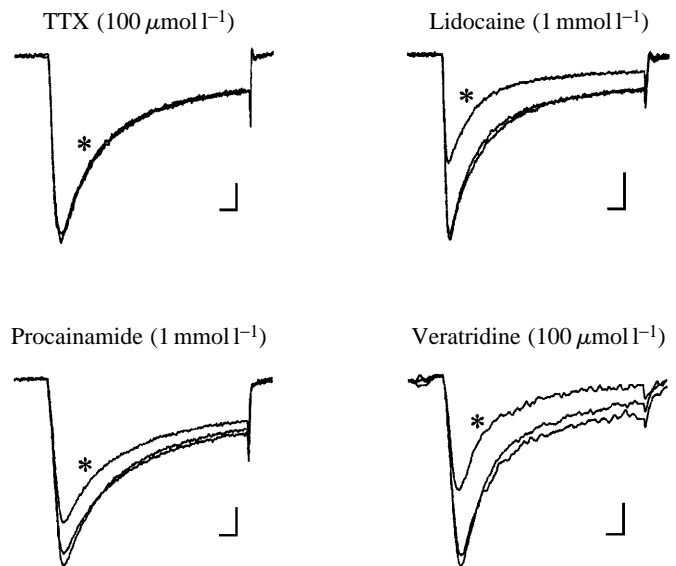 TTX (100 μmol l⁻¹)
Lidocaine (1 mmol l⁻¹)
*
*
Procainamide (1 mmol l⁻¹)
Veratridine (100 μmol l⁻¹)
*
*